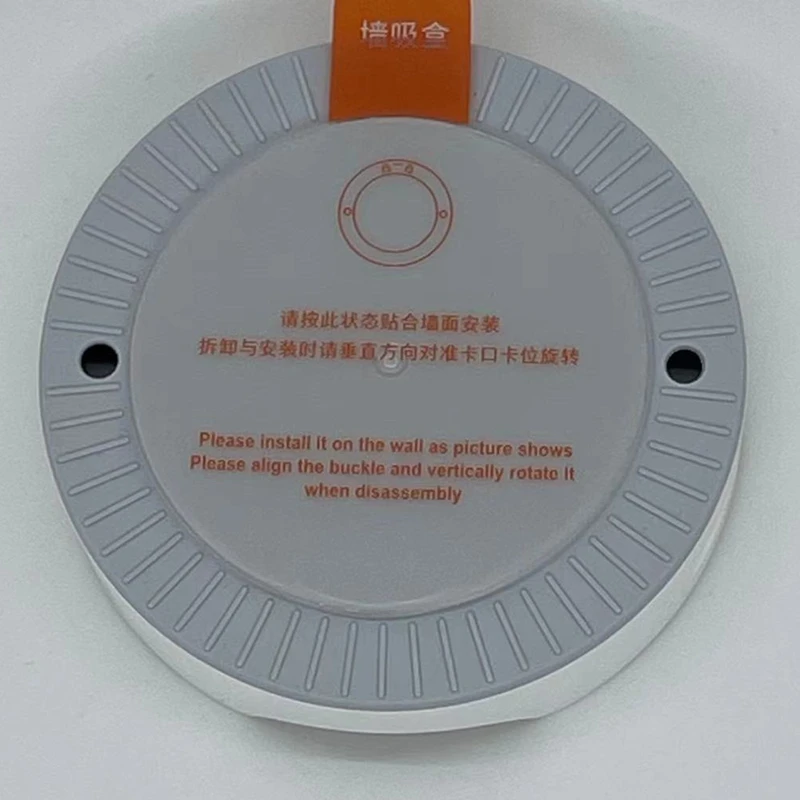 墙吸盒
请按此状态贴合墙面安装
拆卸与安装时请垂直方向对准卡口卡位旋转
Please install it on the wall as picture shows
Please align the buckle and vertically rotate it
when disassembly